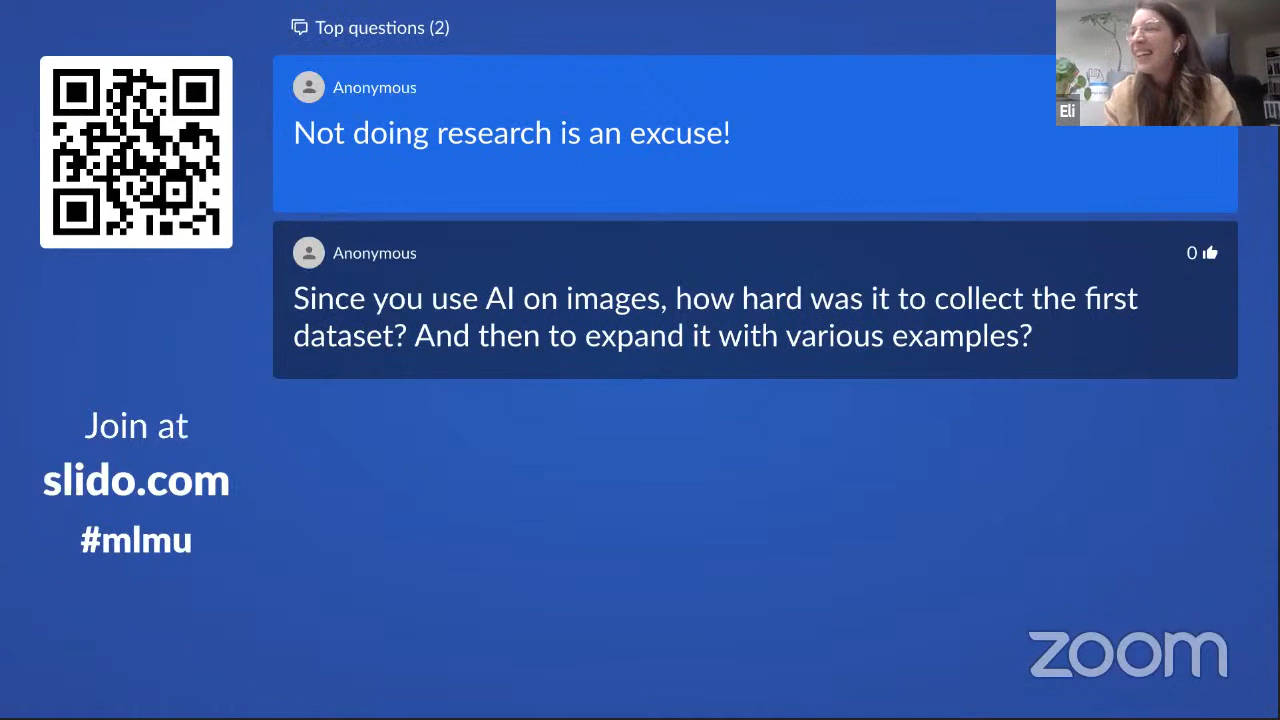 Top questions (2)
Anonymous
Not doing research is an excuse!
Anonymous
0
Since you use AI on images, how hard was it to collect the first
dataset? And then to expand it with various examples?
Join at
slido.com
#mlmu
Eli
zoom